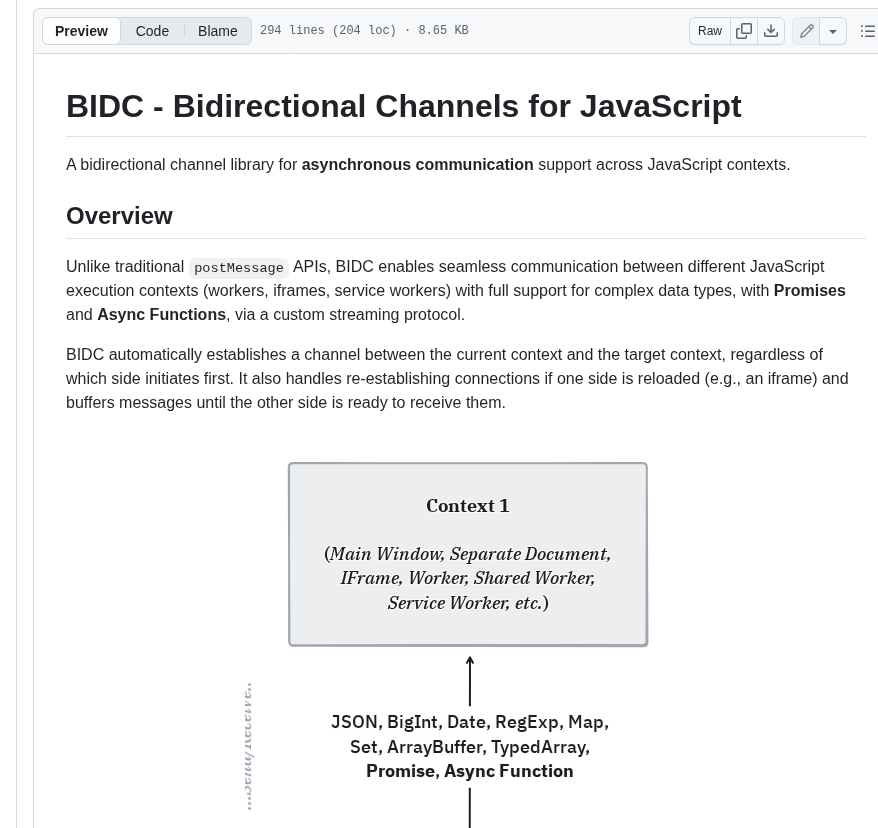 Preview Code Blame 294 lines (204 loc) · 8.65 KB Raw
BIDC - Bidirectional Channels for JavaScript
A bidirectional channel library for asynchronous communication support across JavaScript contexts.
Overview
Unlike traditional postMessage APIs, BIDC enables seamless communication between different JavaScript
execution contexts (workers, iframes, service workers) with full support for complex data types, with Promises
and Async Functions, via a custom streaming protocol.
BIDC automatically establishes a channel between the current context and the target context, regardless of
which side initiates first. It also handles re-establishing connections if one side is reloaded (e.g., an iframe) and
buffers messages until the other side is ready to receive them.
Context 1
(Main Window, Separate Document,
IFrame, Worker, Shared Worker,
Service Worker, etc.)
...Send/Receive..
JSON, BigInt, Date, RegExp, Map,
Set, ArrayBuffer, TypedArray,
Promise, Async Function